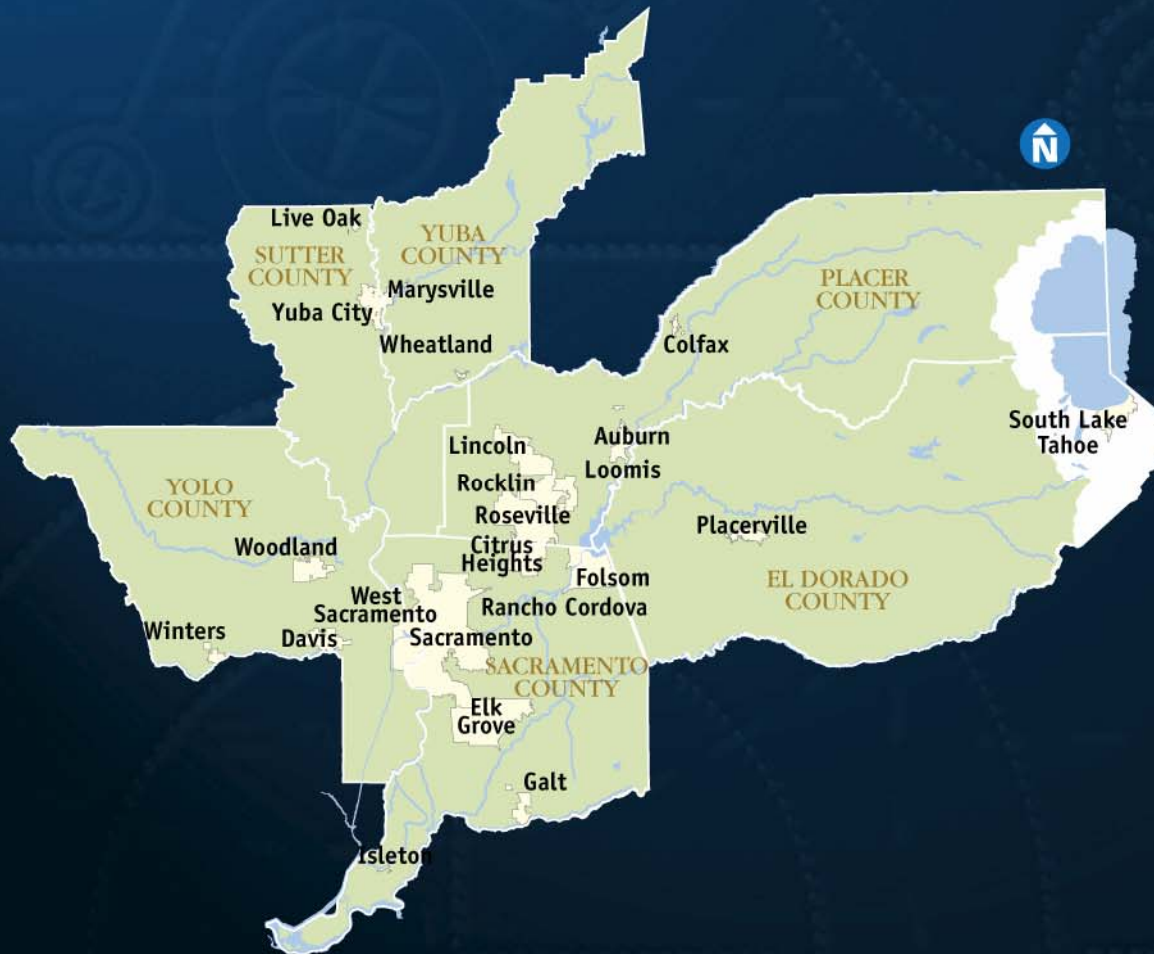 N
Live Oak
YUBA
COUNTY
SUTTER
COUNTY
PLACER
COUNTY
Marysville
Yuba City
Wheatland
Colfax
South Lake
Tahoe
Auburn
Lincoln
Loomis
Rocklin
YOLO
COUNTY
Roseville
Placerville
Woodland
Citrus
Heights
Folsom
EL DORADO
COUNTY
West
Sacramento
Rancho Cordova
Winters
Davis
Sacramento
SACRAMENTO
COUNTY
Elk
Grove
Galt
Isleton